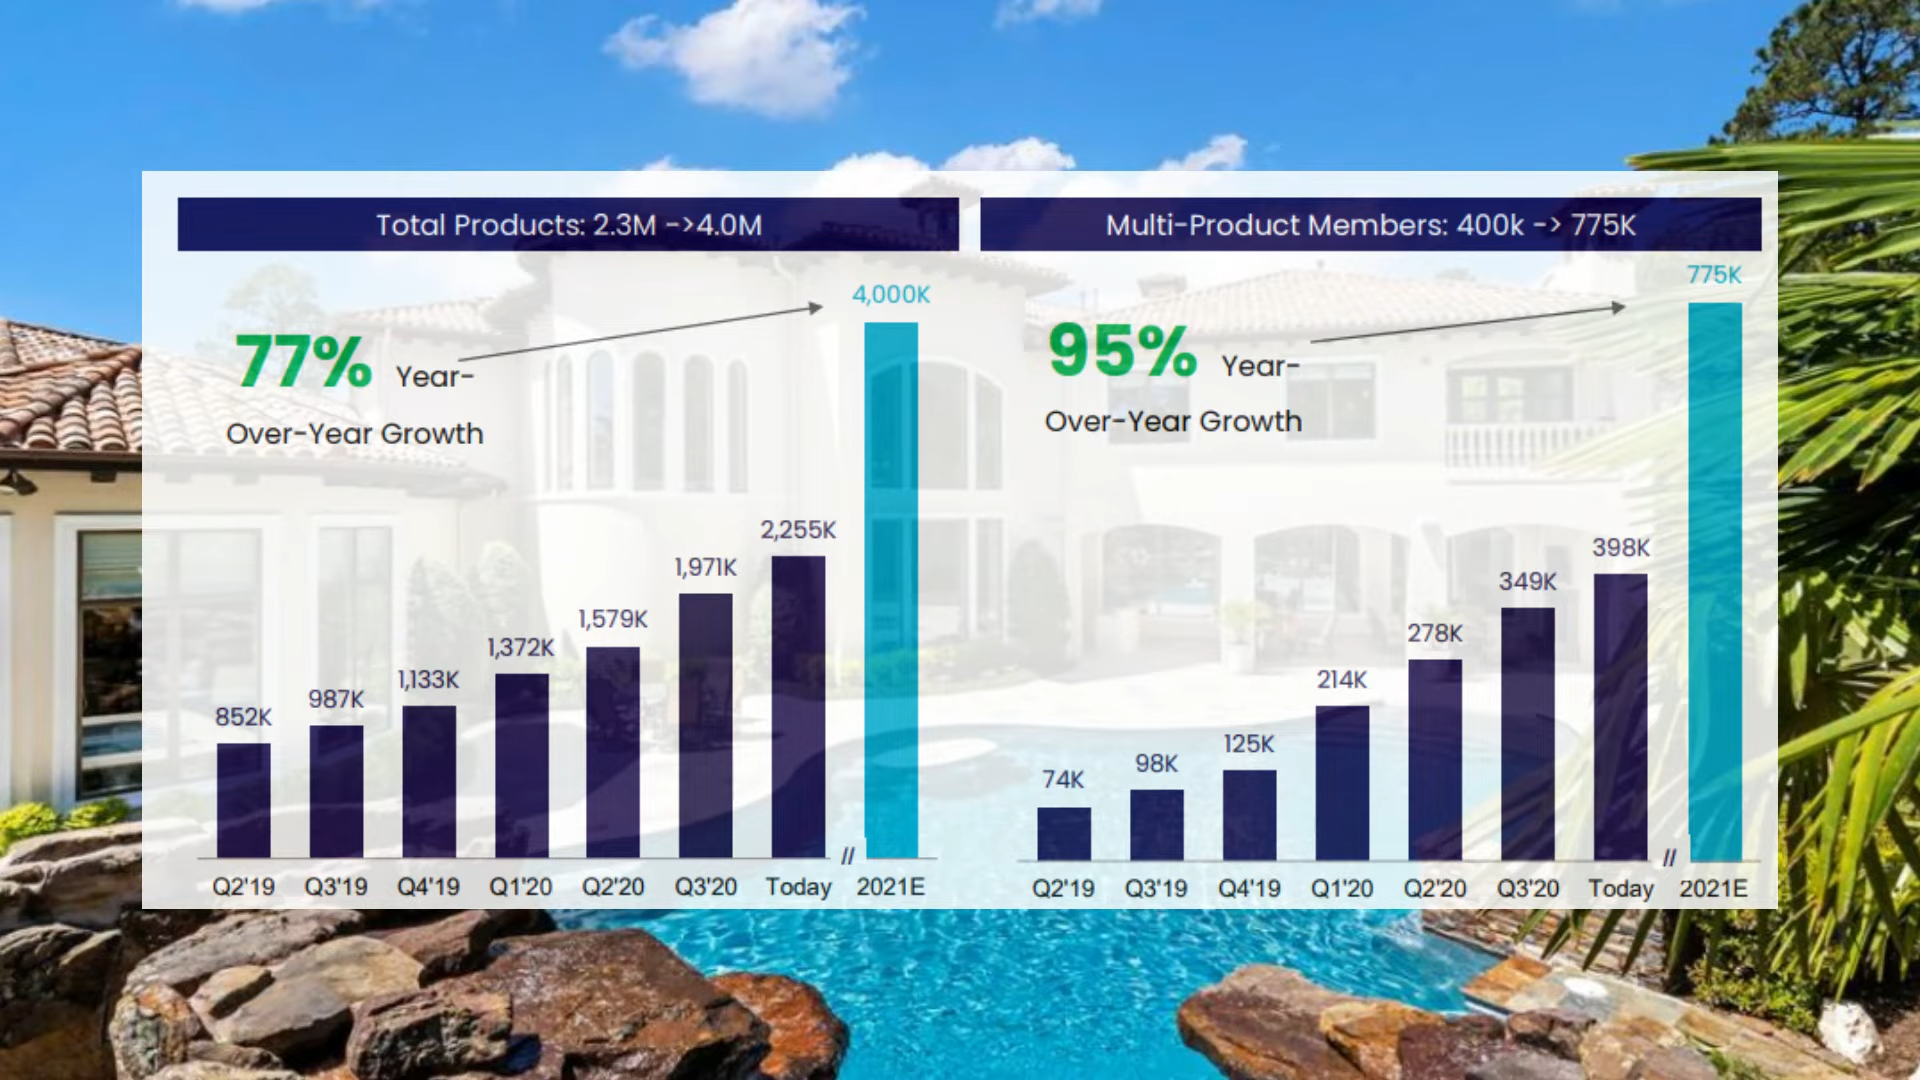 Total Products: 2.3M ->4.0M
77% Year-
Over-Year Growth
4,000K
2,255K
1,971K
1,579K
1,372K
1,133K
987K
852K
//
Q2'19 Q3'19 Q4'19 Q1'20 Q2'20 Q3'20 Today 2021E
Multi-Product Members: 400k -> 775K
95% Year-
Over-Year Growth
775K
398K
349K
278K
214K
125K
98K
74K
//
Q2'19 Q3'19 Q4'19 Q1'20 Q2'20 Q3'20 Today 2021E